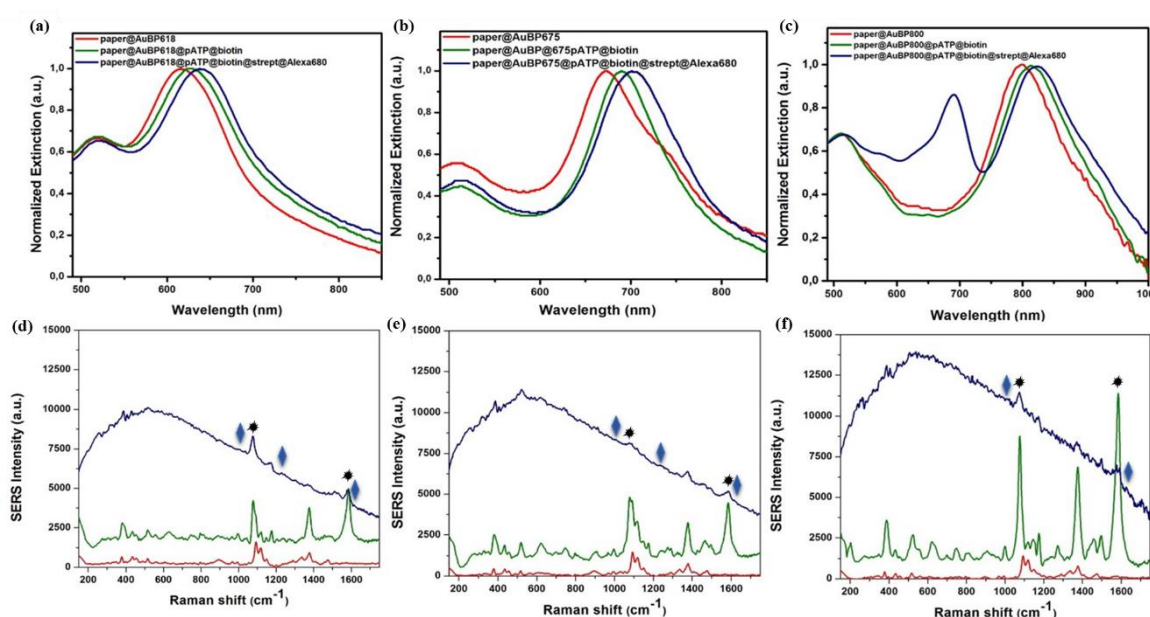 (a)
paper@AuBP618
paper@AuBP618@pATP@biotin
paper@AuBP618@pATP@biotin@strept@Alexa680
Normalized Extinction (a.u.)
1,0
0,8
0,6
0,4
0,2
0,0
500 600 700 800
Wavelength (nm)
(b)
paper@AuBP675
paper@AuBP@675pATP@biotin
paper@AuBP675@pATP@biotin@strept@Alexa680
Normalized Extinction (a.u.)
1,0
0,8
0,6
0,4
0,2
0,0
500 600 700 800
Wavelength (nm)
(c)
paper@AuBP800
paper@AuBP800@pATP@biotin
paper@AuBP800@pATP@biotin@strept@Alexa680
Normalized Extinction (a.u.)
1,0
0,8
0,6
0,4
0,2
0,0
500 600 700 800 900 100
Wavelength (nm)
(d)
SERS Intensity (a.u.)
15000
12500
10000
7500
5000
2500
0
200 400 600 800 1000 1200 1400 1600
Raman shift (cm-1)
(e)
SERS Intensity (a.u.)
15000
12500
10000
7500
5000
2500
0
200 400 600 800 1000 1200 1400 1600
Raman shift (cm-1)
(f)
SERS Intensity (a.u.)
15000
12500
10000
7500
5000
2500
0
200 400 600 800 1000 1200 1400 1600
Raman shift (cm-1)